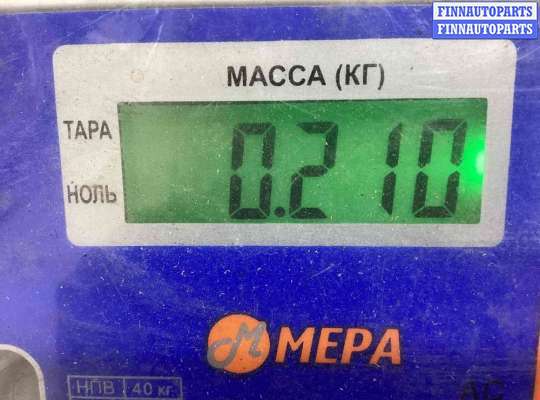 FINNAUTOPARTS
FINNAUTOPARTS
МАССА (КГ)
ТАРА
0.210
НОЛЬ
М МЕРА
НПВ 40 кг